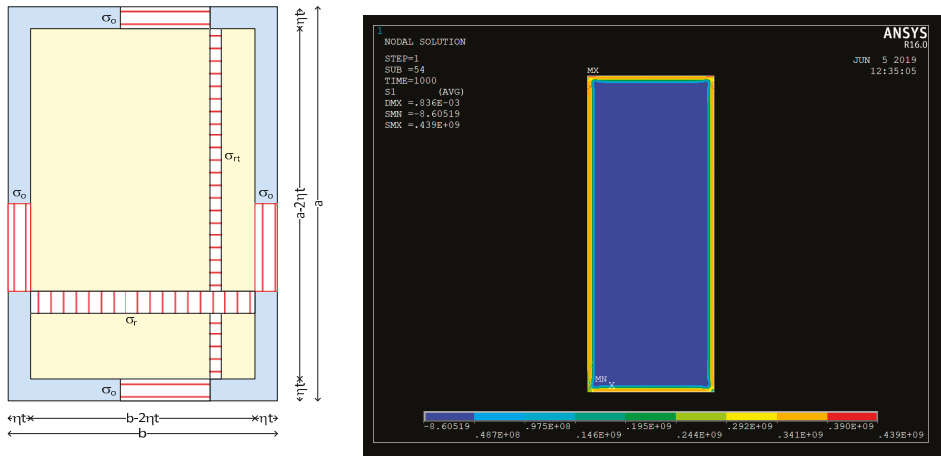 σo
ηt
σrt
σo
σo
a-2ηt
a
σr
σo
ηt
ηt
b-2ηt
ηt
b
1
NODAL SOLUTION
STEP=1
SUB =54
TIME=1000
S1 (AVG)
DMX =.836E-03
SMN =-8.60519
SMX =.439E+09
ANSYS
R16.0
JUN 5 2019
12:35:05
MX
MN
X
-8.60519 .975E+08 .195E+09 .292E+09 .390E+09
.487E+08 .146E+09 .244E+09 .341E+09 .439E+09